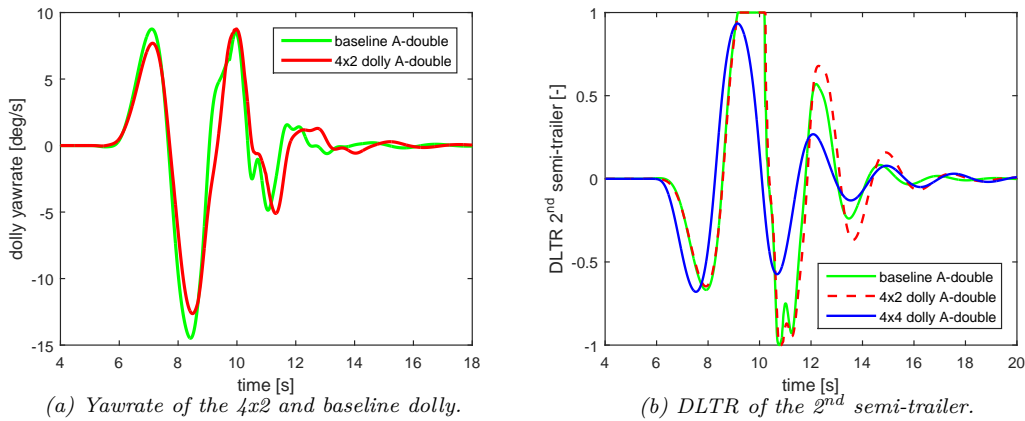 10
5
0
-5
-10
-15
dolly yawrate [deg/s]
baseline A-double
4x2 dolly A-double
4 6 8 10 12 14 16 18
time [s]
(a) Yawrate of the 4x2 and baseline dolly.
1
0.5
0
-0.5
-1
DLTR 2nd semi-trailer [-]
baseline A-double
4x2 dolly A-double
4x4 dolly A-double
4 6 8 10 12 14 16 18 20
time [s]
(b) DLTR of the 2nd semi-trailer.